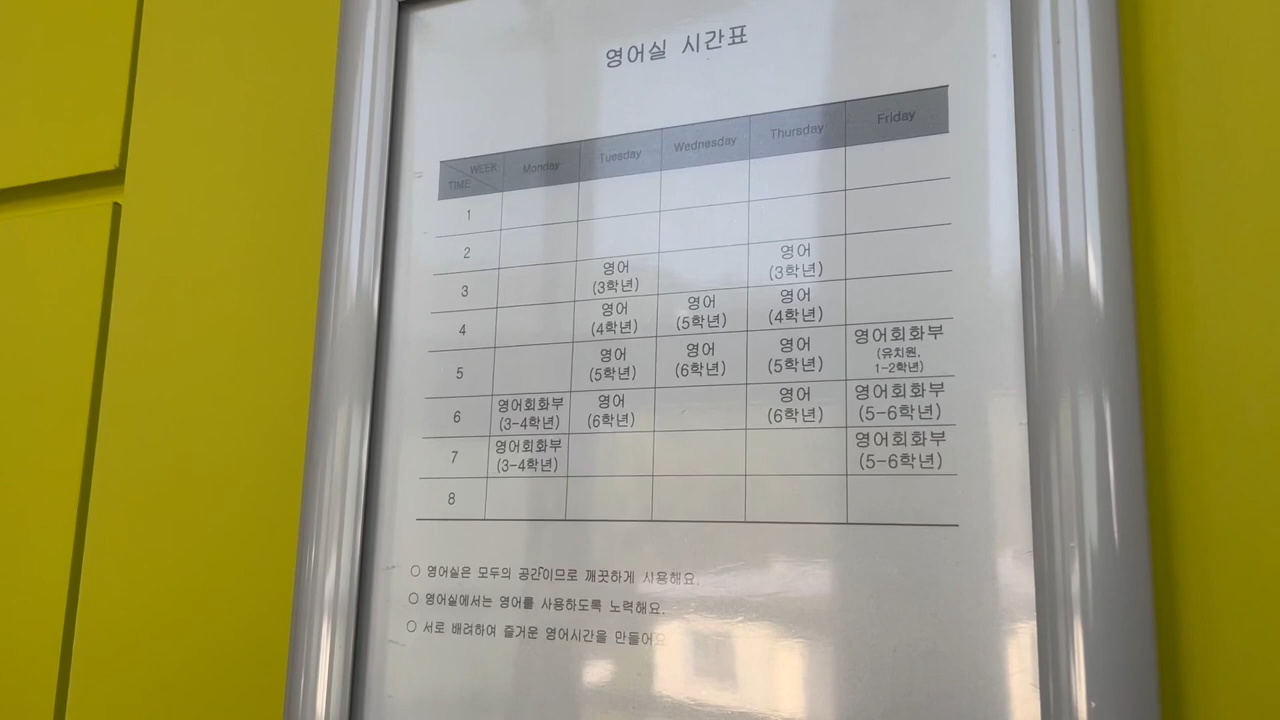 영어실 시간표
WEEK TIME Monday Tuesday Wednesday Thursday Friday
1
2
3 영어 (3학년) 영어 (3학년)
4 영어 (4학년) 영어 (5학년) 영어 (4학년)
5 영어 (5학년) 영어 (6학년) 영어 (5학년) 영어회화부 (유치원, 1-2학년)
6 영어회화부 (3-4학년) 영어 (6학년) 영어 (6학년) 영어회화부 (5-6학년)
7 영어회화부 (3-4학년) 영어회화부 (5-6학년)
8
○ 영어실은 모두의 공간이므로 깨끗하게 사용해요.
○ 영어실에서는 영어를 사용하도록 노력해요.
○ 서로 배려하여 즐거운 영어시간을 만들어요